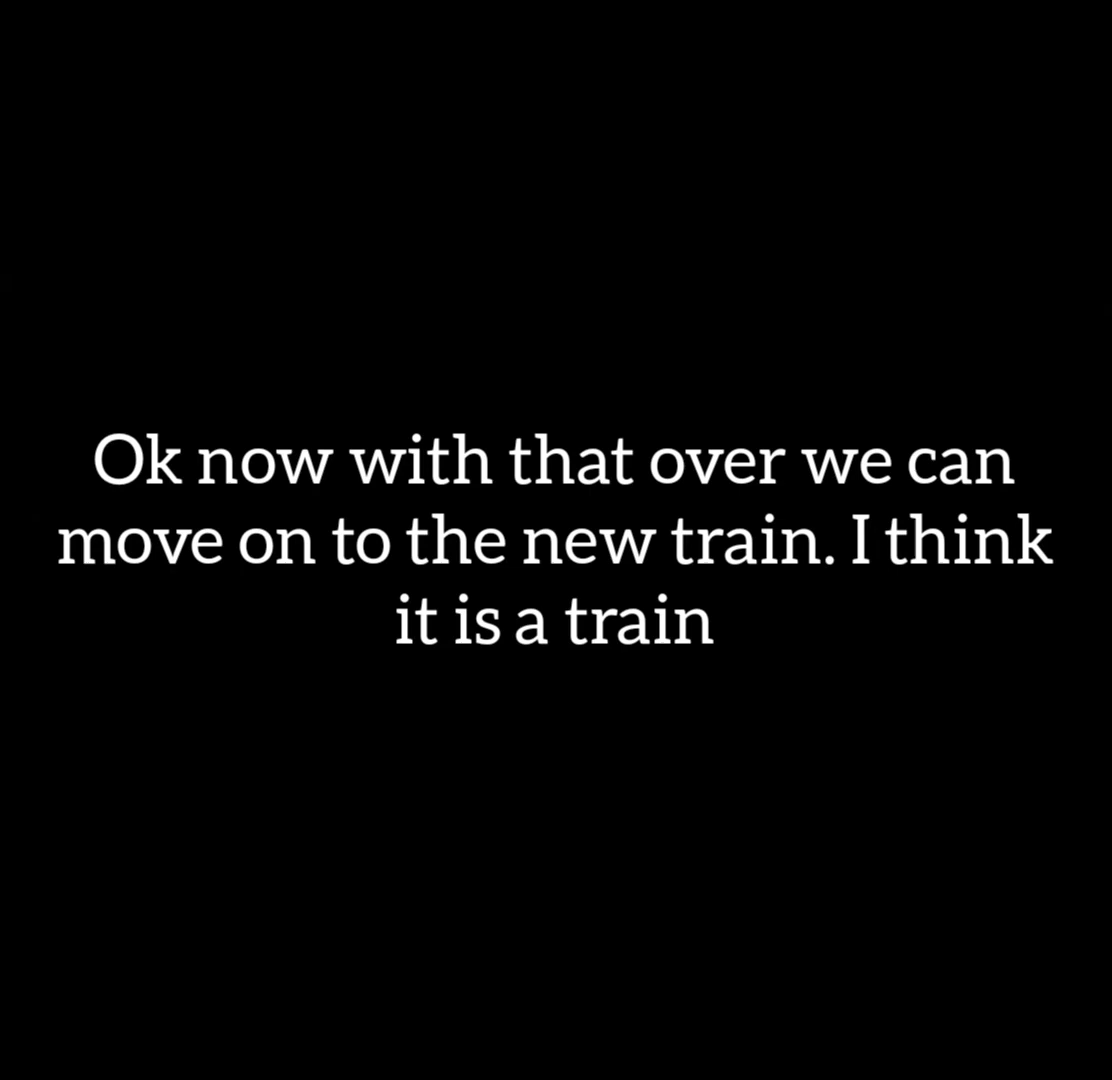 Ok now with that over we can
move on to the new train. I think
it is a train